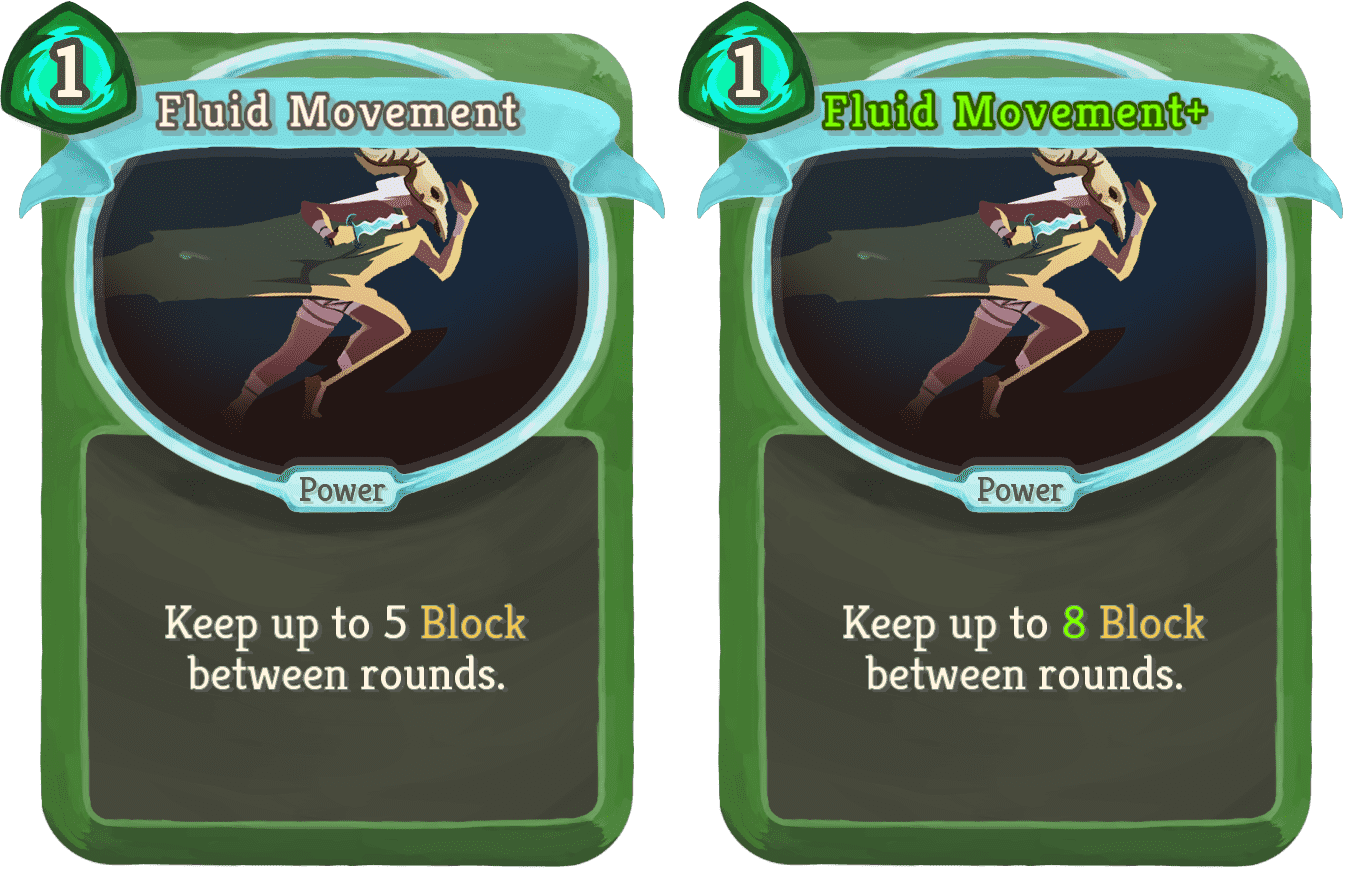 1
Fluid Movement
Power
Keep up to 5 Block
between rounds.
1
Fluid Movement+
Power
Keep up to 8 Block
between rounds.